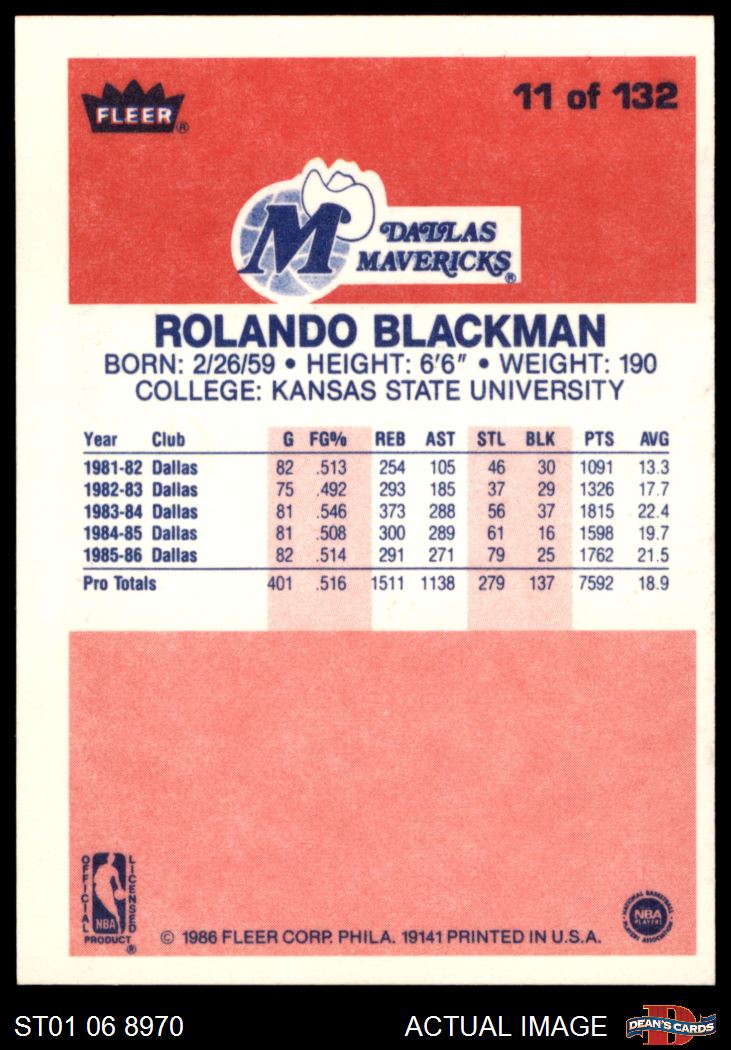 FLEER®
11 of 132
M DALLAS
MAVERICKS®
ROLANDO BLACKMAN
BORN: 2/26/59 • HEIGHT: 6'6" • WEIGHT: 190
COLLEGE: KANSAS STATE UNIVERSITY
Year Club G FG% REB AST STL BLK PTS AVG
1981-82 Dallas 82 .513 254 105 46 30 1091 13.3
1982-83 Dallas 75 .492 293 185 37 29 1326 17.7
1983-84 Dallas 81 .546 373 288 56 37 1815 22.4
1984-85 Dallas 81 .508 300 289 61 16 1598 19.7
1985-86 Dallas 82 .514 291 271 79 25 1762 21.5
Pro Totals 401 .516 1511 1138 279 137 7592 18.9
OFFICIAL LICENSED
NBA
PRODUCT ®
NATIONAL BASKETBALL
NBA
PLAYERS
PLAYERS ASSOCIATION
© 1986 FLEER CORP. PHILA. 19141 PRINTED IN U.S.A.
ST01 06 8970
ACTUAL IMAGE
D
DEAN'S CARDS